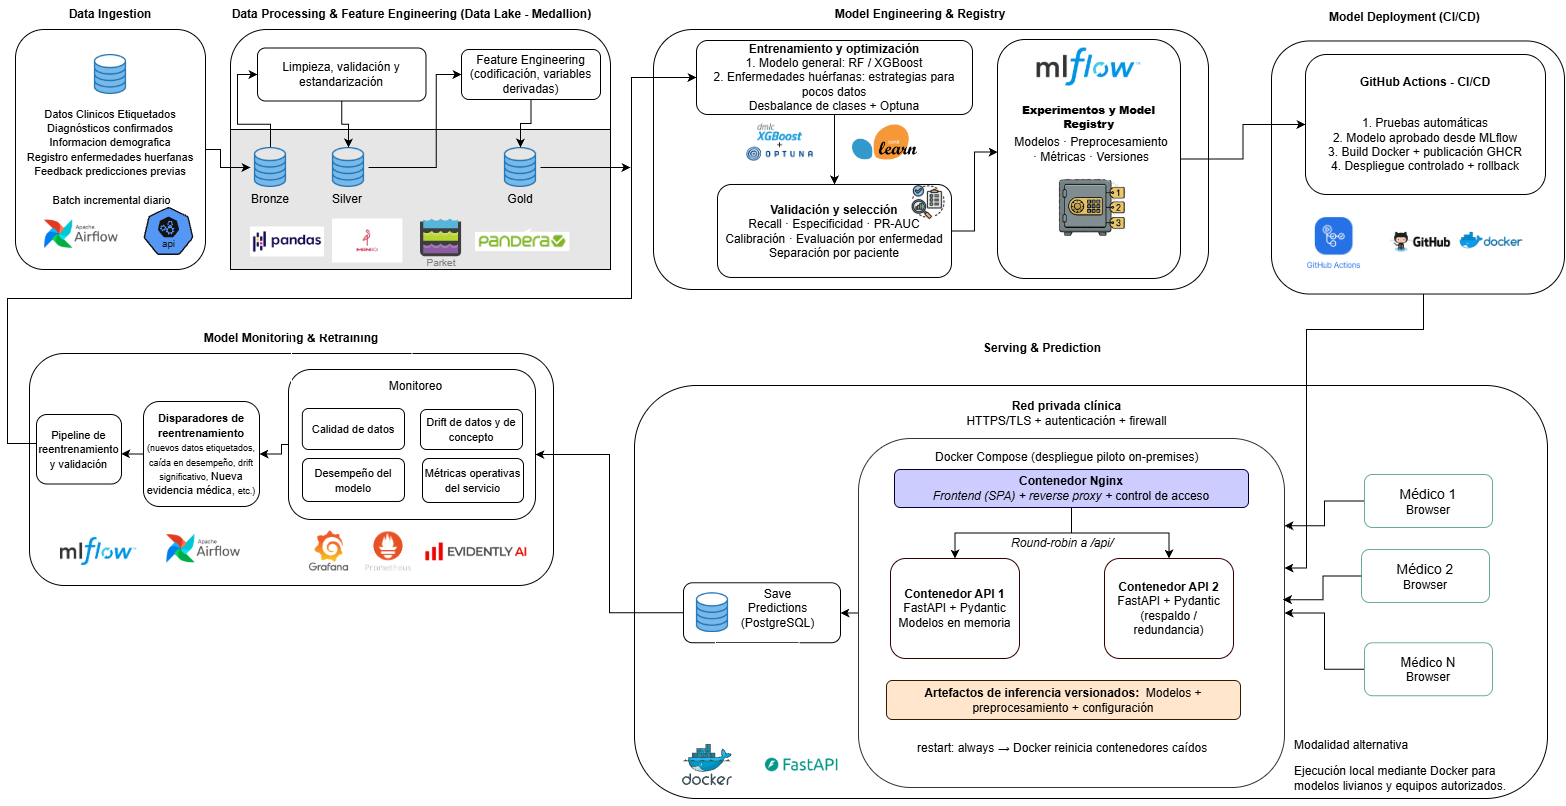 Data Ingestion
Datos Clinicos Etiquetados
Diagnósticos confirmados
Informacion demografica
Registro enfermedades huerfanas
Feedback predicciones previas
Batch incremental diario
Apache
Airflow
api
Data Processing & Feature Engineering (Data Lake - Medallion)
Limpieza, validación y
estandarización
Feature Engineering
(codificación, variables
derivadas)
Bronze
Silver
Gold
pandas
Parket
PANDERA
Model Engineering & Registry
Entrenamiento y optimización
1. Modelo general: RF / XGBoost
2. Enfermedades huérfanas: estrategias para
pocos datos
Desbalance de clases + Optuna
dmlc
XGBoost
+
OPTUNA
learn
Validación y selección
Recall · Especificidad · PR-AUC
Calibración · Evaluación por enfermedad
Separación por paciente
mlflow™
Experimentos y Model
Registry
Modelos · Preprocesamiento
· Métricas · Versiones
1
2
3
Model Deployment (CI/CD)
GitHub Actions - CI/CD
1. Pruebas automáticas
2. Modelo aprobado desde MLflow
3. Build Docker + publicación GHCR
4. Despliegue controlado + rollback
GitHub Actions
GitHub
docker
Model Monitoring & Retraining
Pipeline de
reentrenamiento
y validación
Disparadores de
reentrenamiento
(nuevos datos etiquetados,
caída en desempeño, drift
significativo, Nueva
evidencia médica, etc.)
Monitoreo
Calidad de datos
Drift de datos y de
concepto
Desempeño del
modelo
Métricas operativas
del servicio
mlflow™
Apache
Airflow
Grafana
Prometheus
EVIDENTLY AI
Serving & Prediction
Red privada clínica
HTTPS/TLS + autenticación + firewall
Docker Compose (despliegue piloto on-premises)
Contenedor Nginx
Frontend (SPA) + reverse proxy + control de acceso
Round-robin a /api/
Contenedor API 1
FastAPI + Pydantic
Modelos en memoria
Contenedor API 2
FastAPI + Pydantic
(respaldo /
redundancia)
Artefactos de inferencia versionados: Modelos +
preprocesamiento + configuración
restart: always → Docker reinicia contenedores caídos
Save
Predictions
(PostgreSQL)
docker
FastAPI
Médico 1
Browser
Médico 2
Browser
Médico N
Browser
Modalidad alternativa
Ejecución local mediante Docker para
modelos livianos y equipos autorizados.